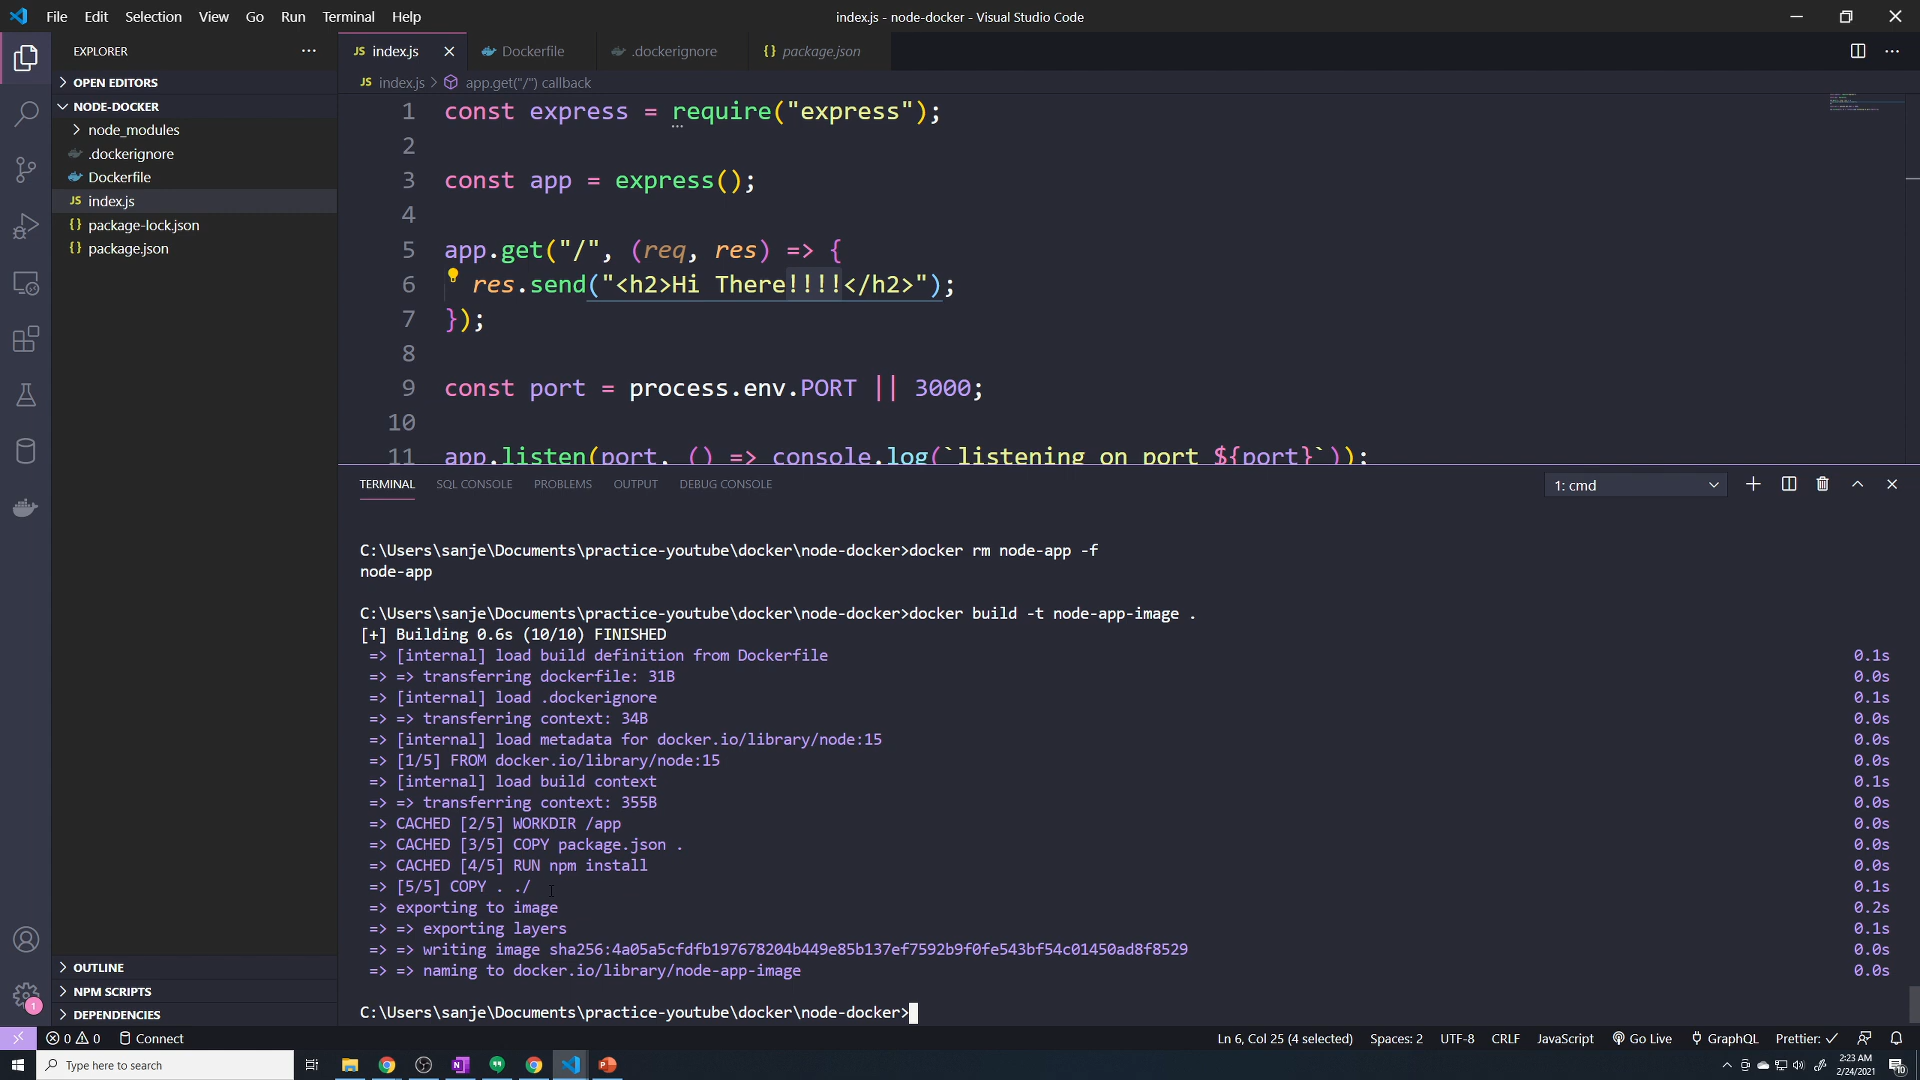 File Edit Selection View Go Run Terminal Help
index.js - node-docker - Visual Studio Code
EXPLORER
OPEN EDITORS
NODE-DOCKER
node_modules
.dockerignore
Dockerfile
JS index.js
{} package-lock.json
{} package.json
OUTLINE
NPM SCRIPTS
DEPENDENCIES
JS index.js Dockerfile .dockerignore {} package.json
JS index.js > app.get("/") callback
1 const express = require("express");
2
3 const app = express();
4
5 app.get("/", (req, res) => {
6 res.send("<h2>Hi There!!!!</h2>");
7 });
8
9 const port = process.env.PORT || 3000;
10
11 app.listen(port, () => console.log(`listening on port ${port}`));
TERMINAL SQL CONSOLE PROBLEMS OUTPUT DEBUG CONSOLE 1: cmd
C:\Users\sanje\Documents\practice-youtube\docker\node-docker>docker rm node-app -f
node-app
C:\Users\sanje\Documents\practice-youtube\docker\node-docker>docker build -t node-app-image .
[+] Building 0.6s (10/10) FINISHED
=> [internal] load build definition from Dockerfile 0.1s
=> => transferring dockerfile: 31B 0.0s
=> [internal] load .dockerignore 0.1s
=> => transferring context: 34B 0.0s
=> [internal] load metadata for docker.io/library/node:15 0.0s
=> [1/5] FROM docker.io/library/node:15 0.0s
=> [internal] load build context 0.1s
=> => transferring context: 355B 0.0s
=> CACHED [2/5] WORKDIR /app 0.0s
=> CACHED [3/5] COPY package.json . 0.0s
=> CACHED [4/5] RUN npm install 0.0s
=> [5/5] COPY . ./ 0.1s
=> exporting to image 0.2s
=> => exporting layers 0.1s
=> => writing image sha256:4a05a5cfdfb197678204b449e85b137ef7592b9f0fe543bf54c01450ad8f8529 0.0s
=> => naming to docker.io/library/node-app-image 0.0s
C:\Users\sanje\Documents\practice-youtube\docker\node-docker>
1
0 0 Connect Ln 6, Col 25 (4 selected) Spaces: 2 UTF-8 CRLF JavaScript Go Live GraphQL Prettier: ✓
Type here to search
2:23 AM
2/24/2021
10